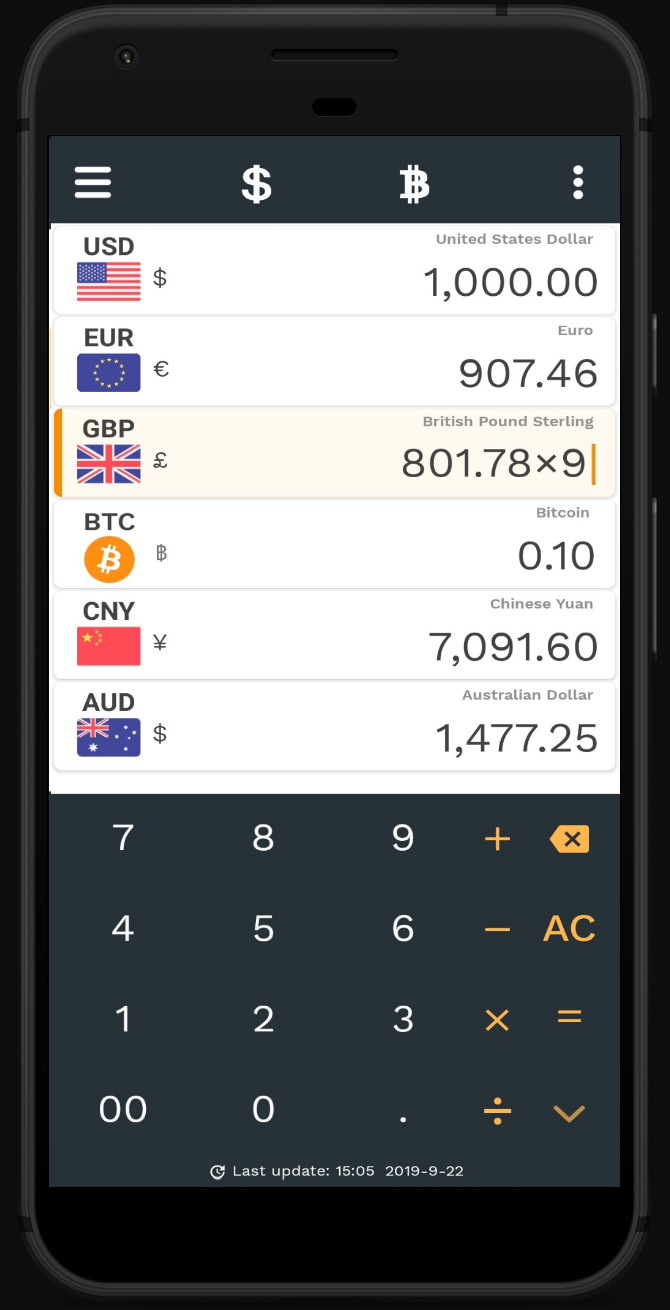 $ ₿
USD United States Dollar
$ 1,000.00
EUR Euro
€ 907.46
GBP British Pound Sterling
£ 801.78×9
BTC Bitcoin
฿ 0.10
CNY Chinese Yuan
¥ 7,091.60
AUD Australian Dollar
$ 1,477.25
7 8 9 +
4 5 6 − AC
1 2 3 × =
00 0 . ÷
Last update: 15:05 2019-9-22